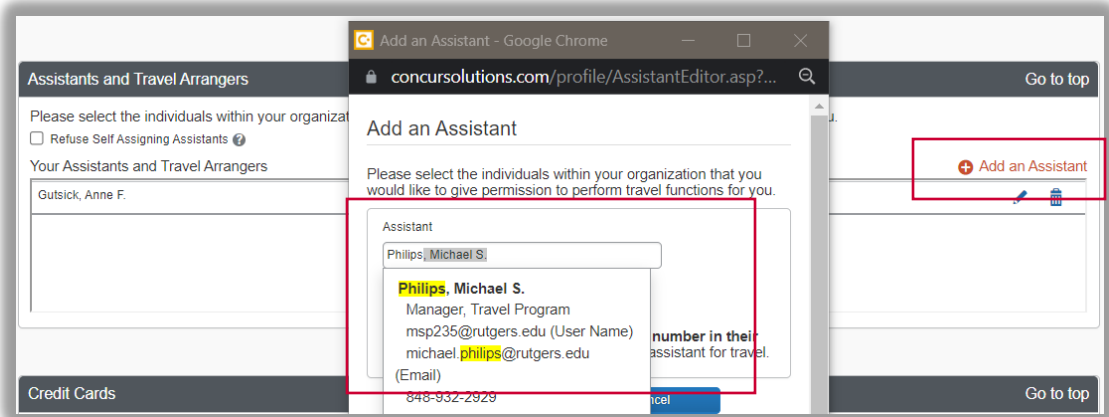 Add an Assistant - Google Chrome
concursolutions.com/profile/AssistantEditor.asp?...
Assistants and Travel Arrangers
Go to top
Please select the individuals within your
Refuse Self Assigning Assistants
Your Assistants and Travel Arrangers
Add an Assistant
Gutsick, Anne F.
Add an Assistant
Please select the individuals within your organization that you
would like to give permission to perform travel functions for you.
Assistant
Philips, Michael S.
Philips, Michael S.
Manager, Travel Program
msp235@rutgers.edu (User Name)
michael.philips@rutgers.edu
(Email)
848-932-2929
number in their
assistant for travel.
Credit Cards
Go to top